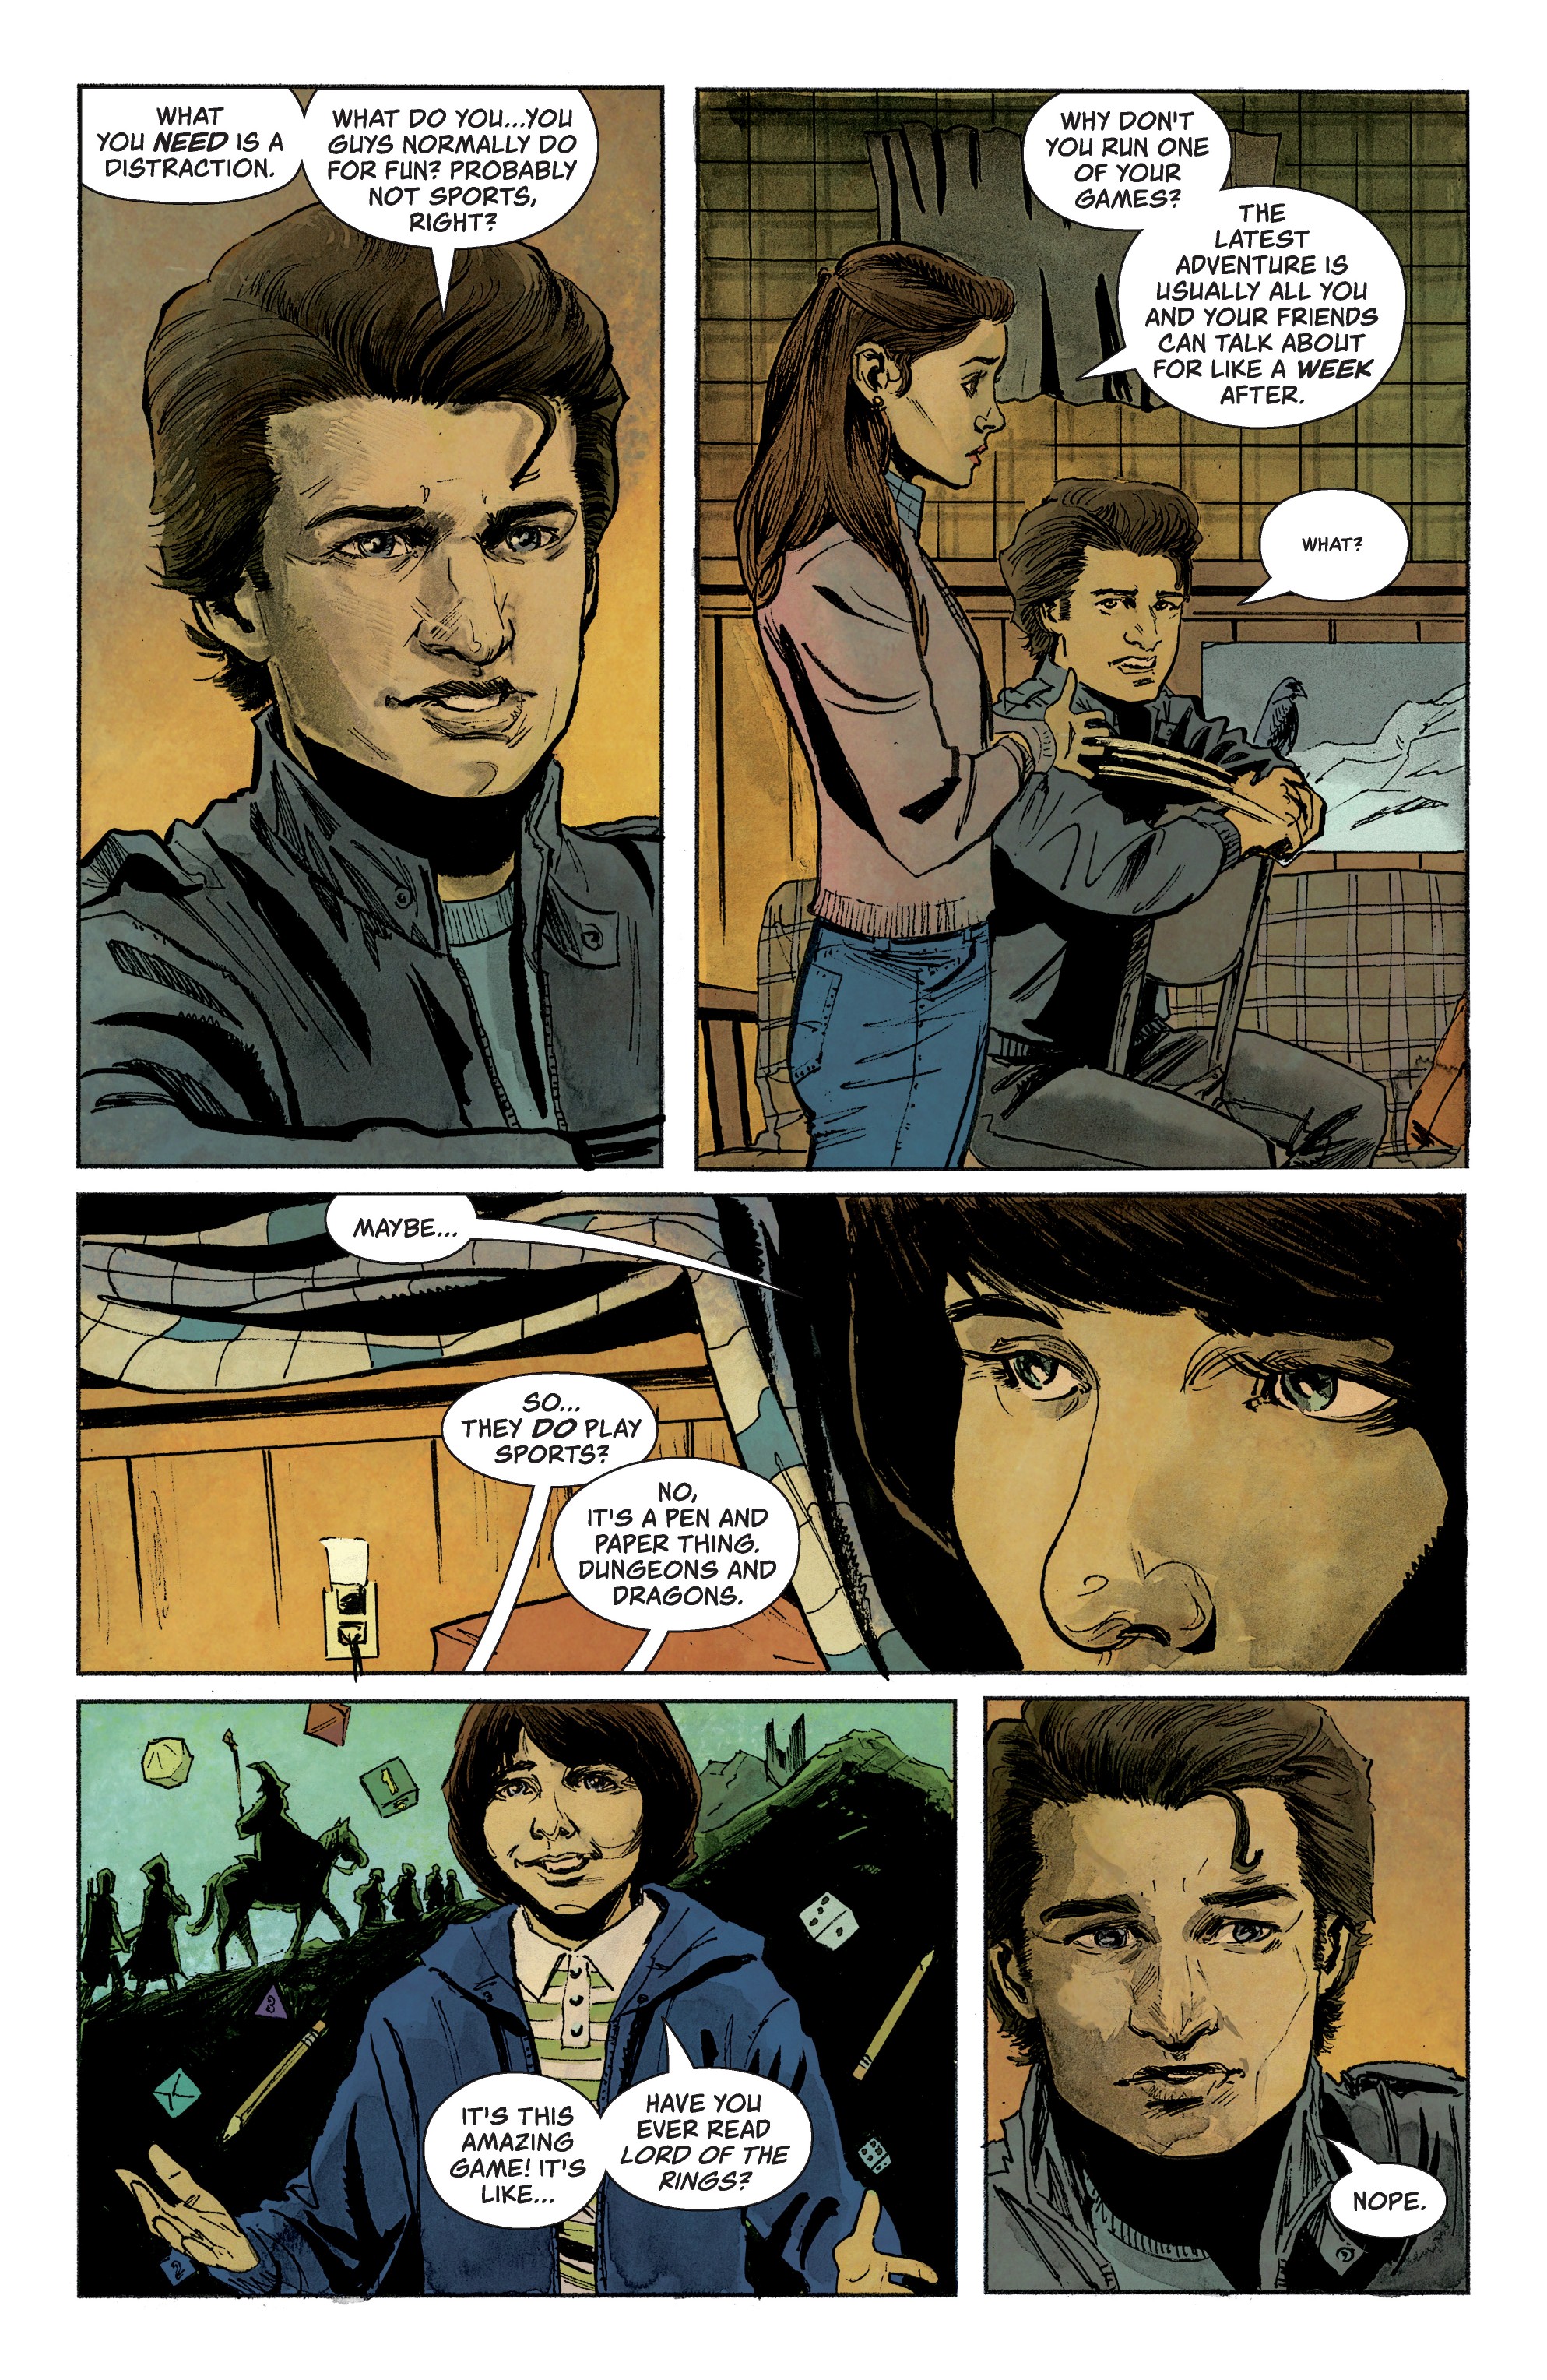 WHAT
YOU NEED IS A
DISTRACTION.
WHAT DO YOU...YOU
GUYS NORMALLY DO
FOR FUN? PROBABLY
NOT SPORTS,
RIGHT?
WHY DON'T
YOU RUN ONE
OF YOUR
GAMES?
THE
LATEST
ADVENTURE IS
USUALLY ALL YOU
AND YOUR FRIENDS
CAN TALK ABOUT
FOR LIKE A WEEK
AFTER.
WHAT?
MAYBE...
SO...
THEY DO PLAY
SPORTS?
NO,
IT'S A PEN AND
PAPER THING.
DUNGEONS AND
DRAGONS.
1
3
2
IT'S THIS
AMAZING
GAME! IT'S
LIKE...
HAVE YOU
EVER READ
LORD OF THE
RINGS?
NOPE.